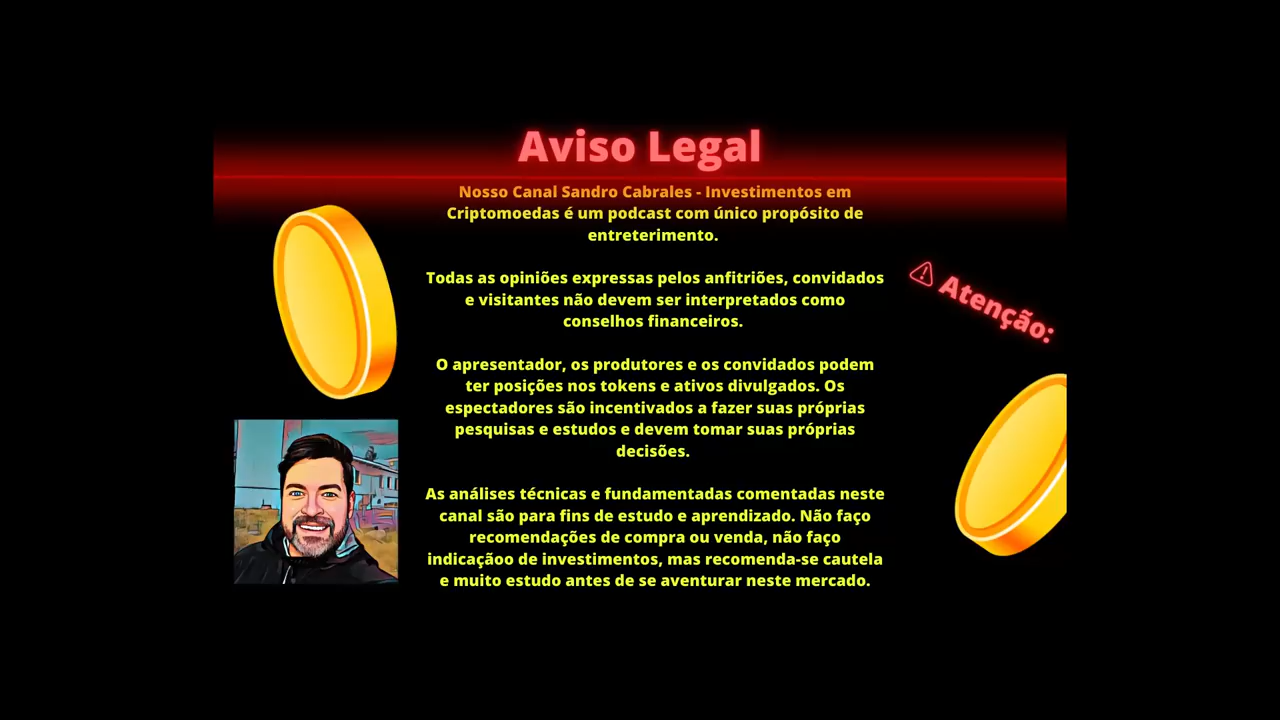 Aviso Legal
Nosso Canal Sandro Cabrales - Investimentos em
Criptomoedas é um podcast com único propósito de
entreterimento.
Todas as opiniões expressas pelos anfitriões, convidados
e visitantes não devem ser interpretados como
conselhos financeiros.
O apresentador, os produtores e os convidados podem
ter posições nos tokens e ativos divulgados. Os
espectadores são incentivados a fazer suas próprias
pesquisas e estudos e devem tomar suas próprias
decisões.
As análises técnicas e fundamentadas comentadas neste
canal são para fins de estudo e aprendizado. Não faço
recomendações de compra ou venda, não faço
indicaçãoo de investimentos, mas recomenda-se cautela
e muito estudo antes de se aventurar neste mercado.
⚠ Atenção: